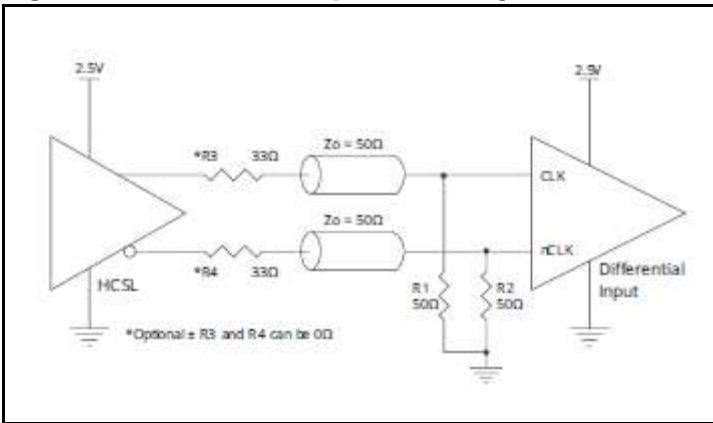 2.5V
2.5V
*R3 33Ω
Zo = 50Ω
CLK
Zo = 50Ω
nCLK
*R4 33Ω
HCSL
Differential
Input
R1
50Ω
R2
50Ω
*Optional ± R3 and R4 can be 0Ω